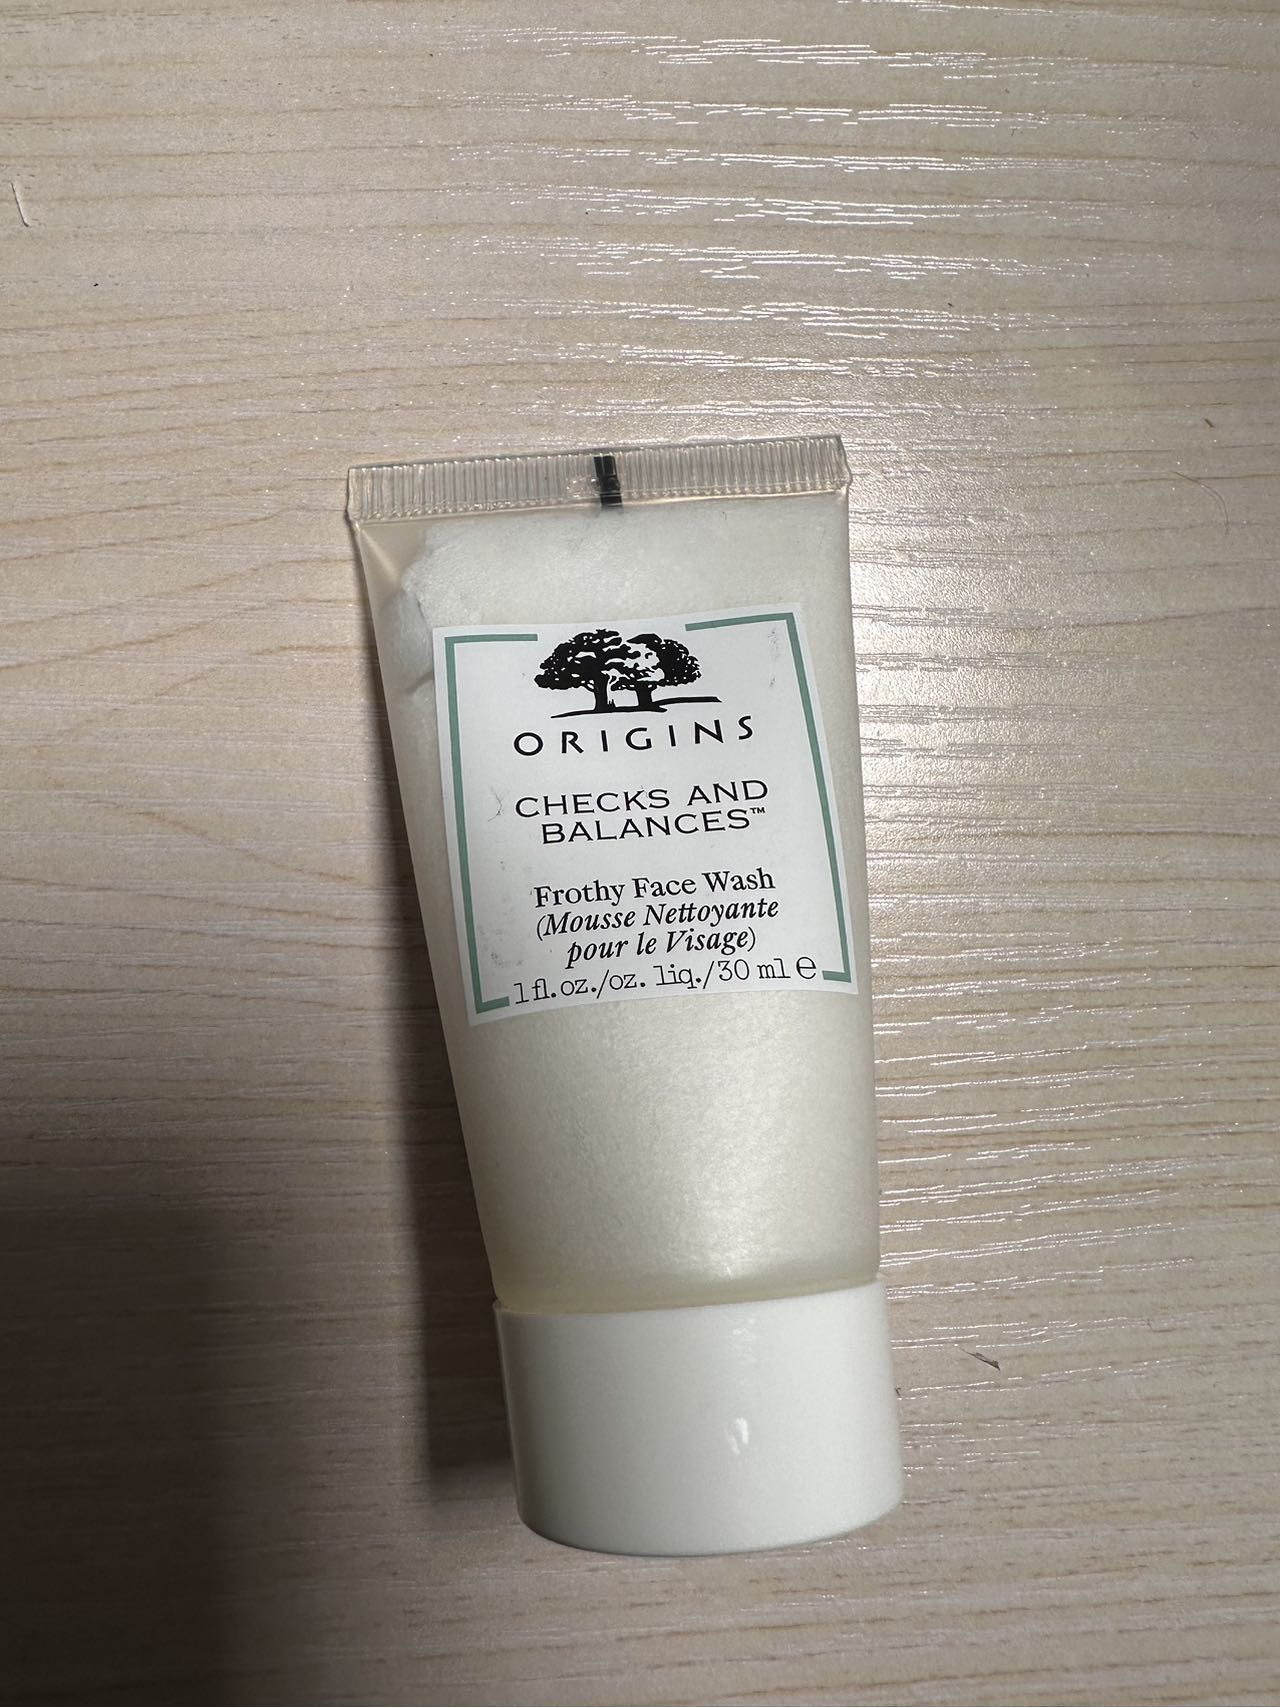 ORIGINS
CHECKS AND
BALANCES™
Frothy Face Wash
(Mousse Nettoyante
pour le Visage)
1 fl. oz./oz. liq./30 ml ℮